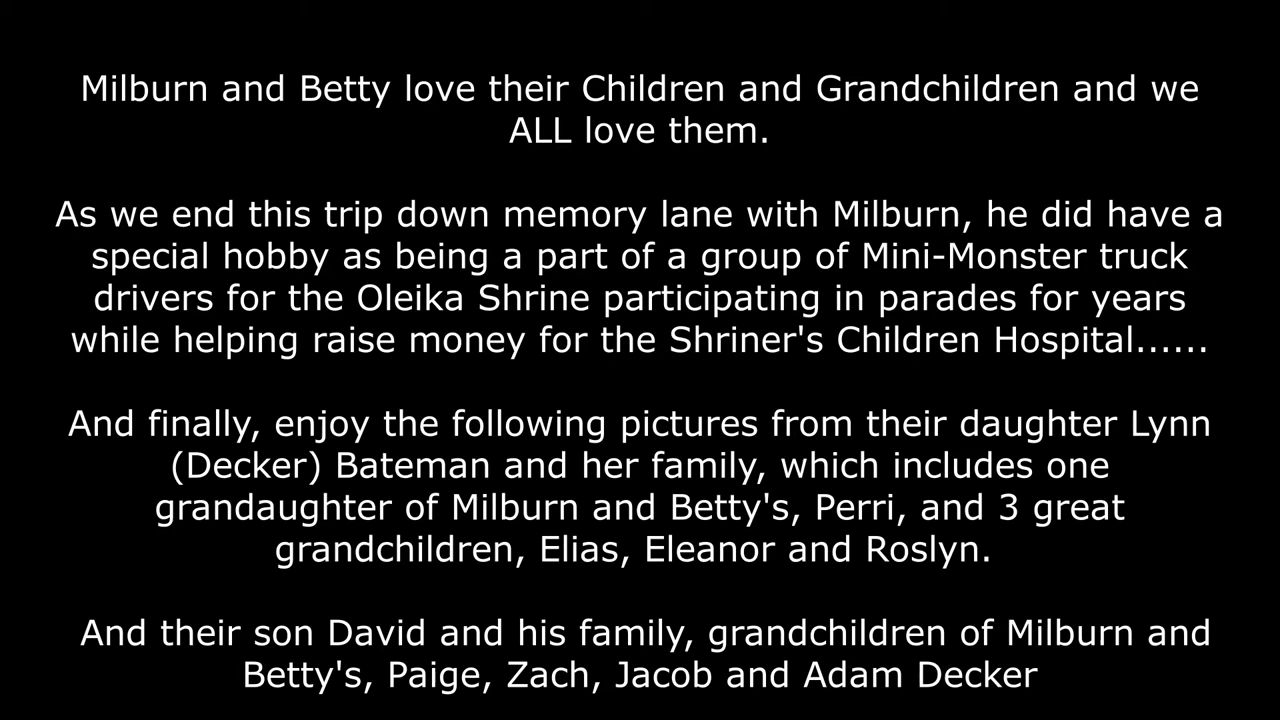 Milburn and Betty love their Children and Grandchildren and we
ALL love them.
As we end this trip down memory lane with Milburn, he did have a
special hobby as being a part of a group of Mini-Monster truck
drivers for the Oleika Shrine participating in parades for years
while helping raise money for the Shriner's Children Hospital......
And finally, enjoy the following pictures from their daughter Lynn
(Decker) Bateman and her family, which includes one
grandaughter of Milburn and Betty's, Perri, and 3 great
grandchildren, Elias, Eleanor and Roslyn.
And their son David and his family, grandchildren of Milburn and
Betty's, Paige, Zach, Jacob and Adam Decker